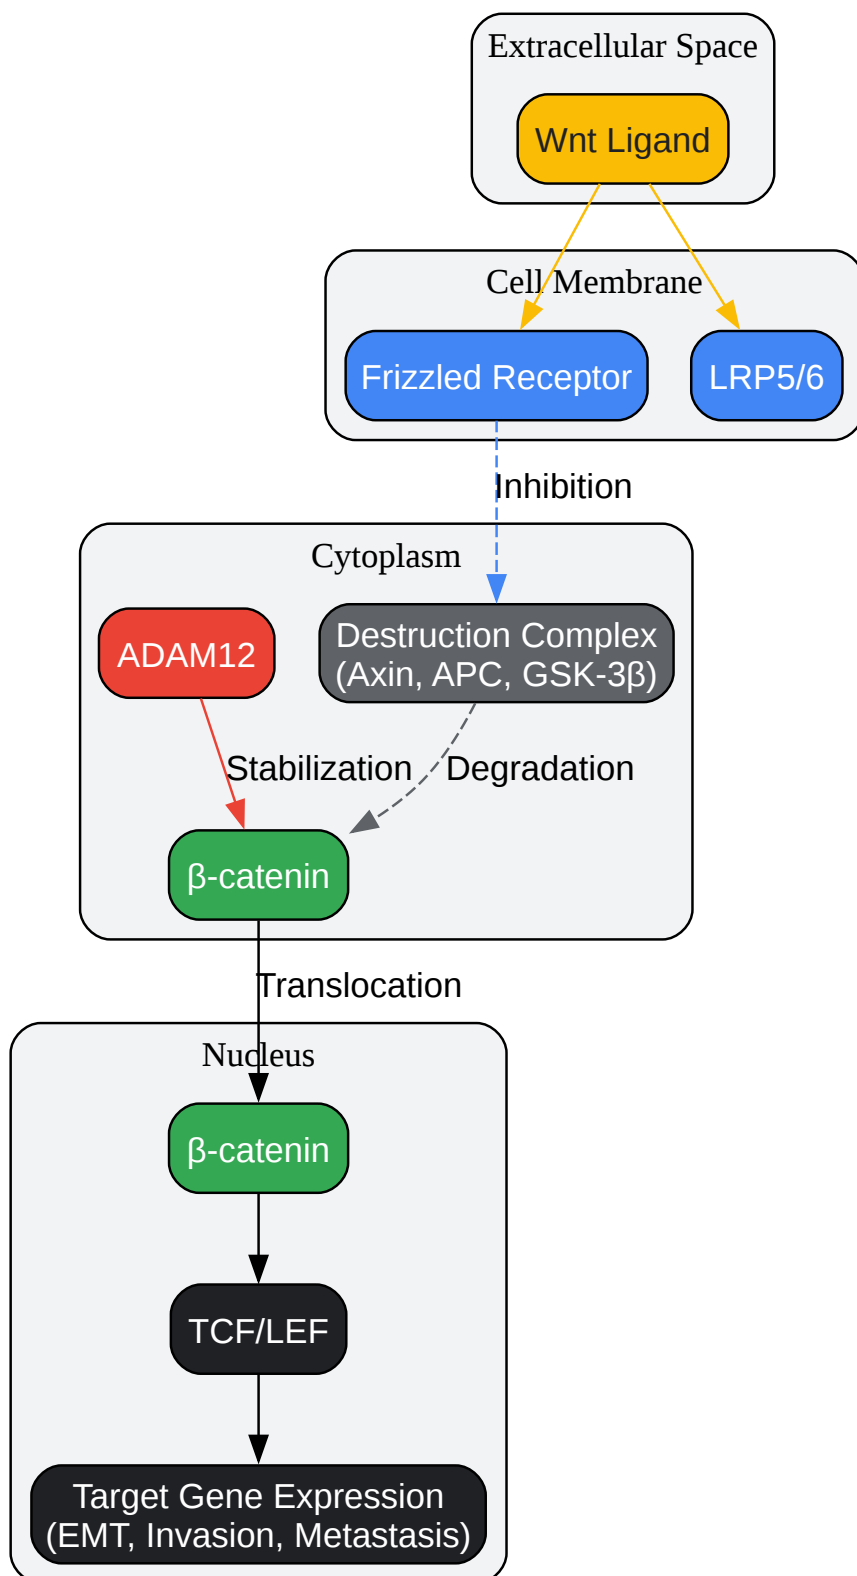 Extracellular Space
Wnt Ligand
Cell Membrane
Frizzled Receptor
LRP5/6
Inhibition
Cytoplasm
ADAM12
Destruction Complex
(Axin, APC, GSK-3β)
Stabilization
Degradation
β-catenin
Translocation
Nucleus
β-catenin
TCF/LEF
Target Gene Expression
(EMT, Invasion, Metastasis)